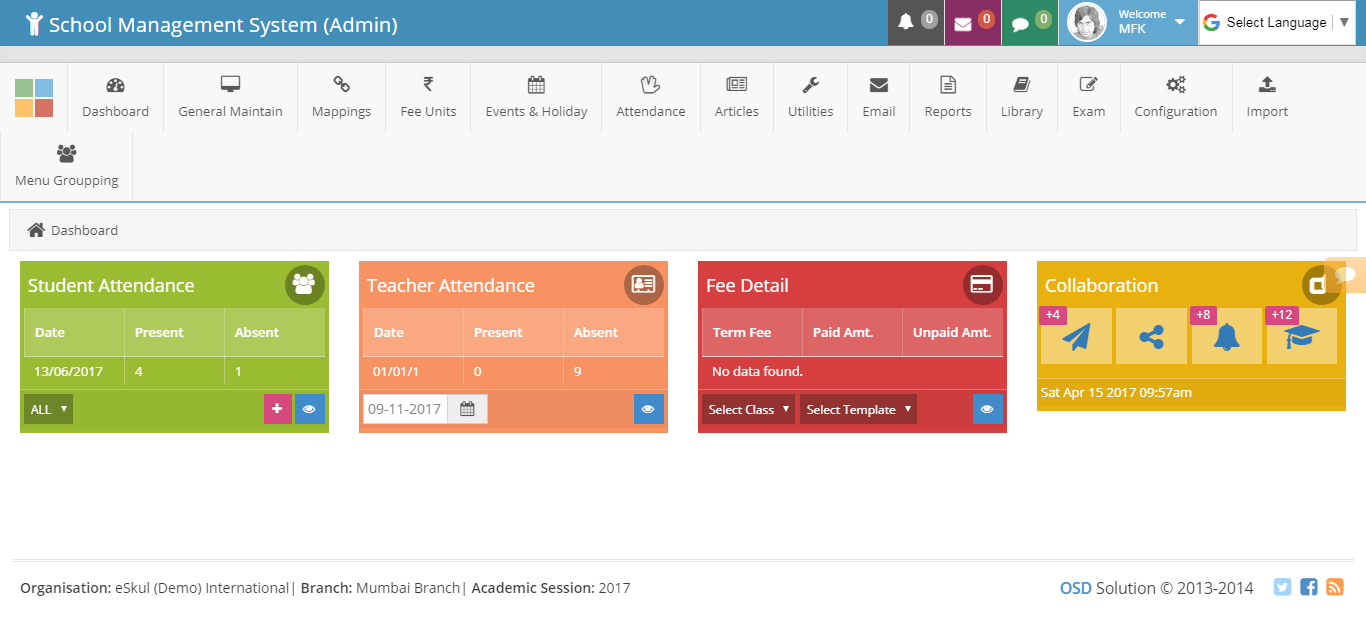 School Management System (Admin)
0
0
0
Welcome
MFK
Select Language
Dashboard
General Maintain
Mappings
Fee Units
Events & Holiday
Attendance
Articles
Utilities
Email
Reports
Library
Exam
Configuration
Import
Menu Groupping
Dashboard
Student Attendance
Date Present Absent
13/06/2017 4 1
ALL
Teacher Attendance
Date Present Absent
01/01/1 0 9
09-11-2017
Fee Detail
Term Fee Paid Amt. Unpaid Amt.
No data found.
Select Class Select Template
Collaboration
+4 +8 +12
Sat Apr 15 2017 09:57am
Organisation: eSkul (Demo) International| Branch: Mumbai Branch| Academic Session: 2017
OSD Solution © 2013-2014